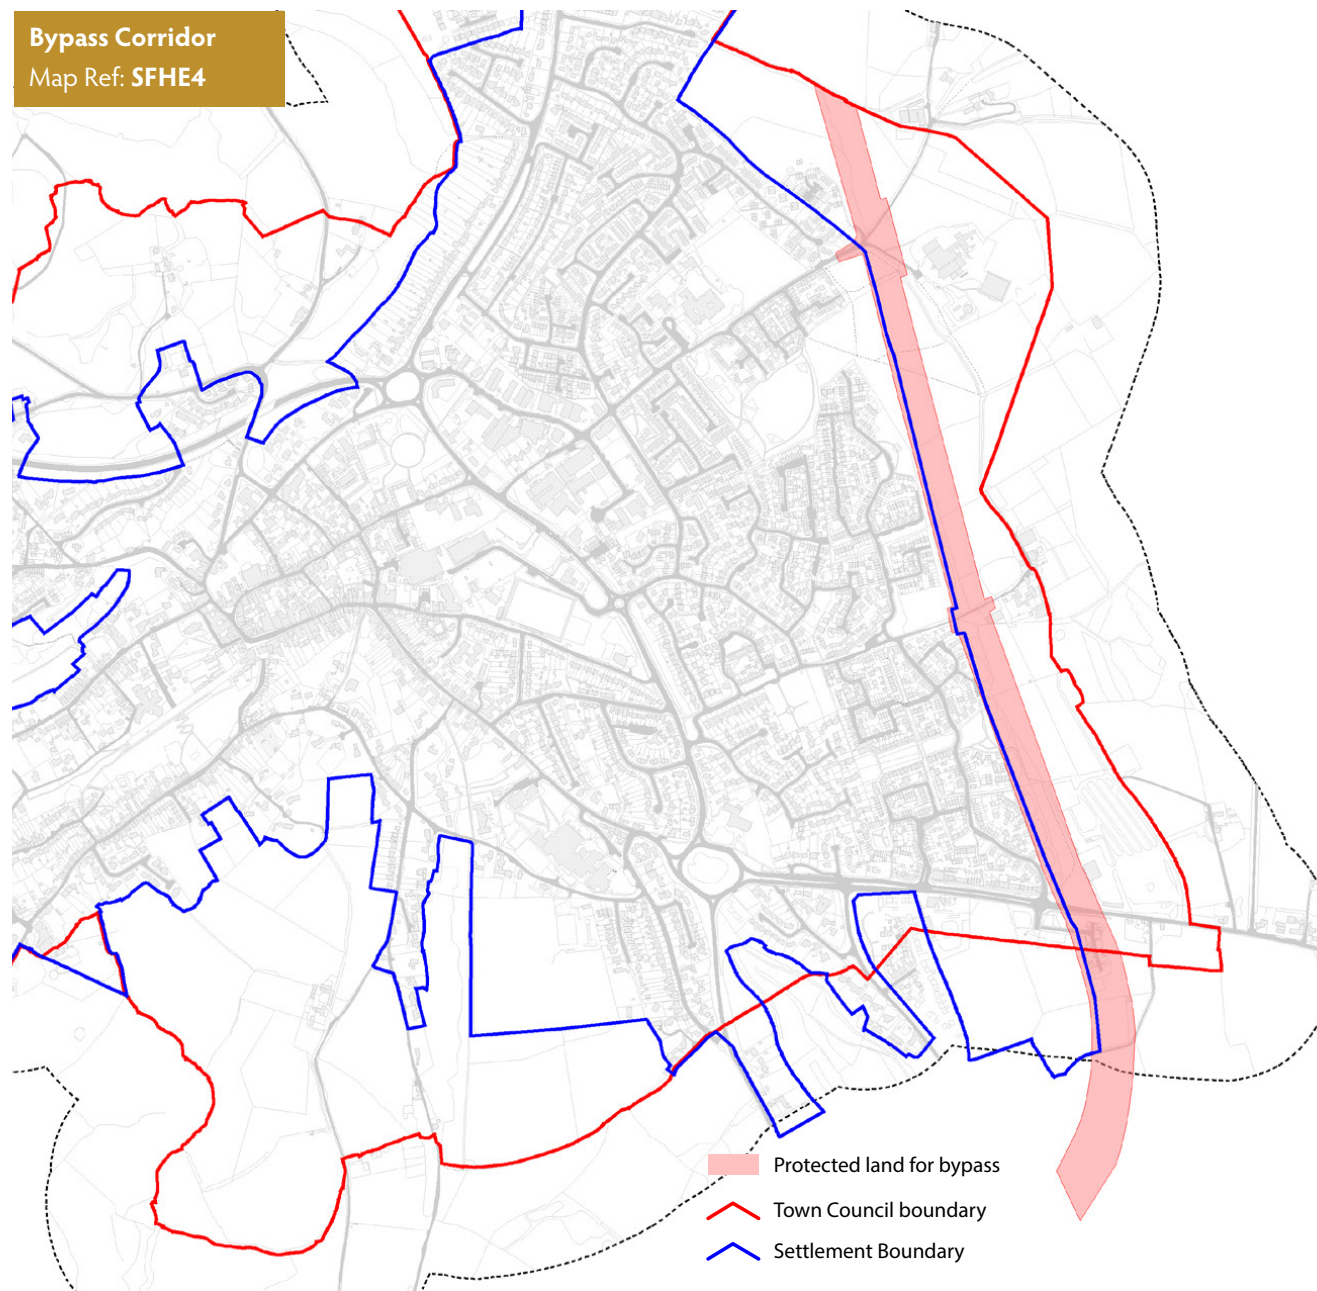 Bypass Corridor
Map Ref: SFHE4
Protected land for bypass
Town Council boundary
Settlement Boundary